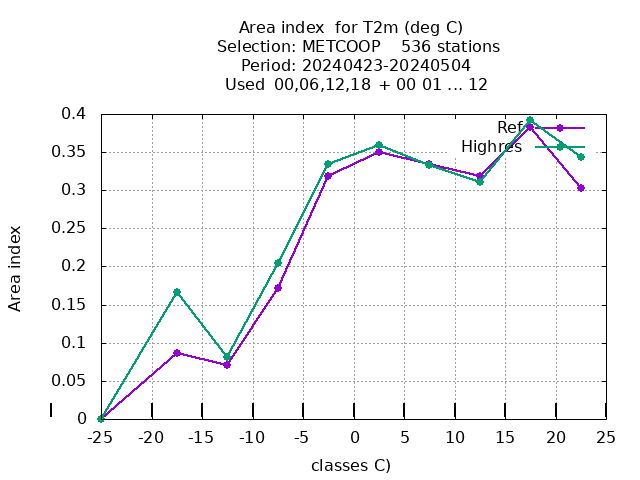 Area index  for T2m (deg C)
Selection: METCOOP    536 stations
Period: 20240423-20240504
Used  00,06,12,18  + 00 01 ... 12
0.4
0.35
0.3
0.25
0.2
0.15
0.1
0.05
0
Area index
Ref
Highres
-25 -20 -15 -10 -5 0 5 10 15 20 25
classes C)